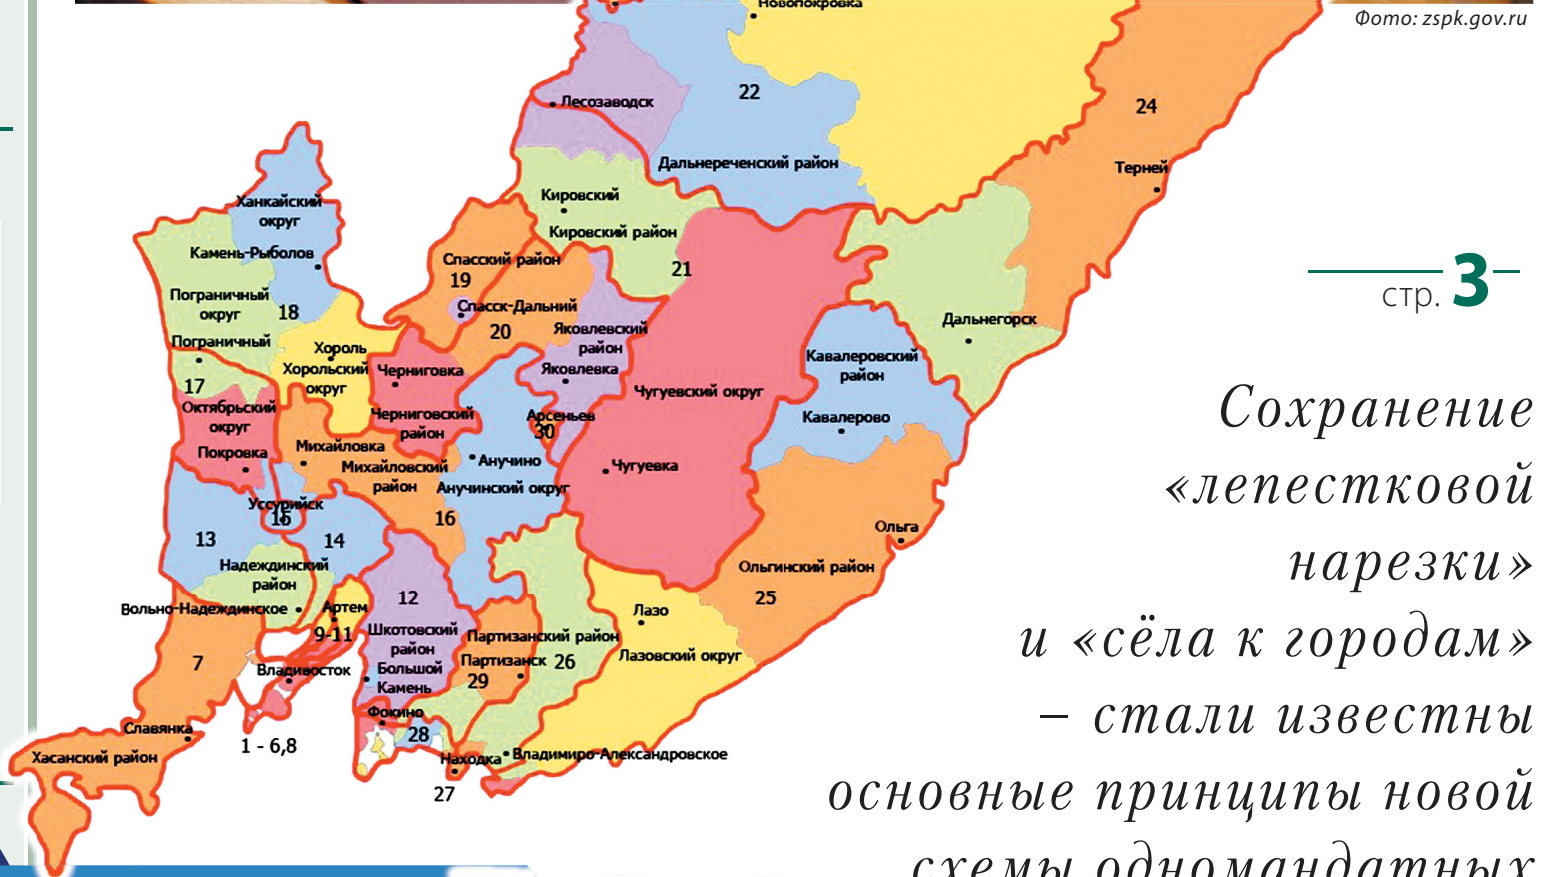 Новопокровка
Фото: zspk.gov.ru
22
Лесозаводск
24
Дальнереченский район
Терней
Кировский
Ханкайский
округ
Кировский район
Камень-Рыболов
Спасский район
21
19
Пограничный
округ
18
Спасск-Дальний
стр. 3
20
Яковлевский
район
Дальнегорск
Пограничный
Хороль
Хорольский
округ
Черниговка
Яковлевка
Кавалеровский
район
17
Чугуевский округ
Октябрьский
округ
Черниговский
район
Арсеньев
30
Кавалерово
Михайловка
Покровка
Михайловский
район
Анучино
Чугуевка
Анучинский округ
Уссурийск
15
16
13
14
Ольга
Надеждинский
район
Ольгинский район
12
25
Вольно-Надеждинское
Артем
Лазо
9-11
Шкотовский
район
Партизанский район
7
Владивосток
Большой
Камень
Партизанск
26
Лазовский округ
29
Фокино
Славянка
28
1 - 6,8
Хасанский район
Находка
Владимиро-Александровское
27
Сохранение
«лепестковой
нарезки»
и «сёла к городам»
– стали известны
основные принципы новой
схемы одномандатных